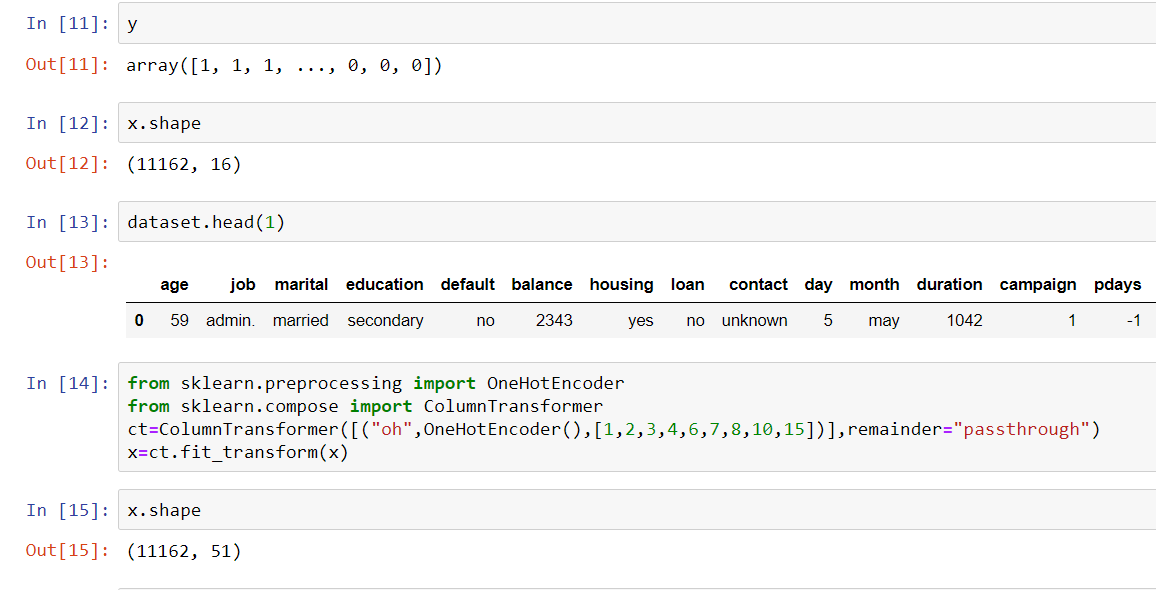 In [11]: y
Out[11]: array([1, 1, 1, ..., 0, 0, 0])
In [12]: x.shape
Out[12]: (11162, 16)
In [13]: dataset.head(1)
Out[13]:
age job marital education default balance housing loan contact day month duration campaign pdays
0 59 admin. married secondary no 2343 yes no unknown 5 may 1042 1 -1
In [14]: from sklearn.preprocessing import OneHotEncoder
from sklearn.compose import ColumnTransformer
ct=ColumnTransformer([("oh",OneHotEncoder(),[1,2,3,4,6,7,8,10,15])],remainder="passthrough")
x=ct.fit_transform(x)
In [15]: x.shape
Out[15]: (11162, 51)